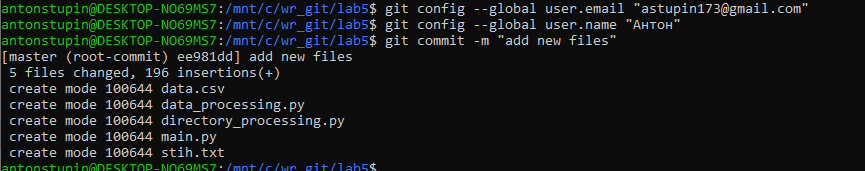 antonstupin@DESKTOP-NO69MS7:/mnt/c/wr_git/lab5$ git config --global user.email "astupin173@gmail.com"
antonstupin@DESKTOP-NO69MS7:/mnt/c/wr_git/lab5$ git config --global user.name "Антон"
antonstupin@DESKTOP-NO69MS7:/mnt/c/wr_git/lab5$ git commit -m "add new files"
[master (root-commit) ee981dd] add new files
 5 files changed, 196 insertions(+)
 create mode 100644 data.csv
 create mode 100644 data_processing.py
 create mode 100644 directory_processing.py
 create mode 100644 main.py
 create mode 100644 stih.txt
antonstupin@DESKTOP-NO69MS7:/mnt/c/wr_git/lab5$